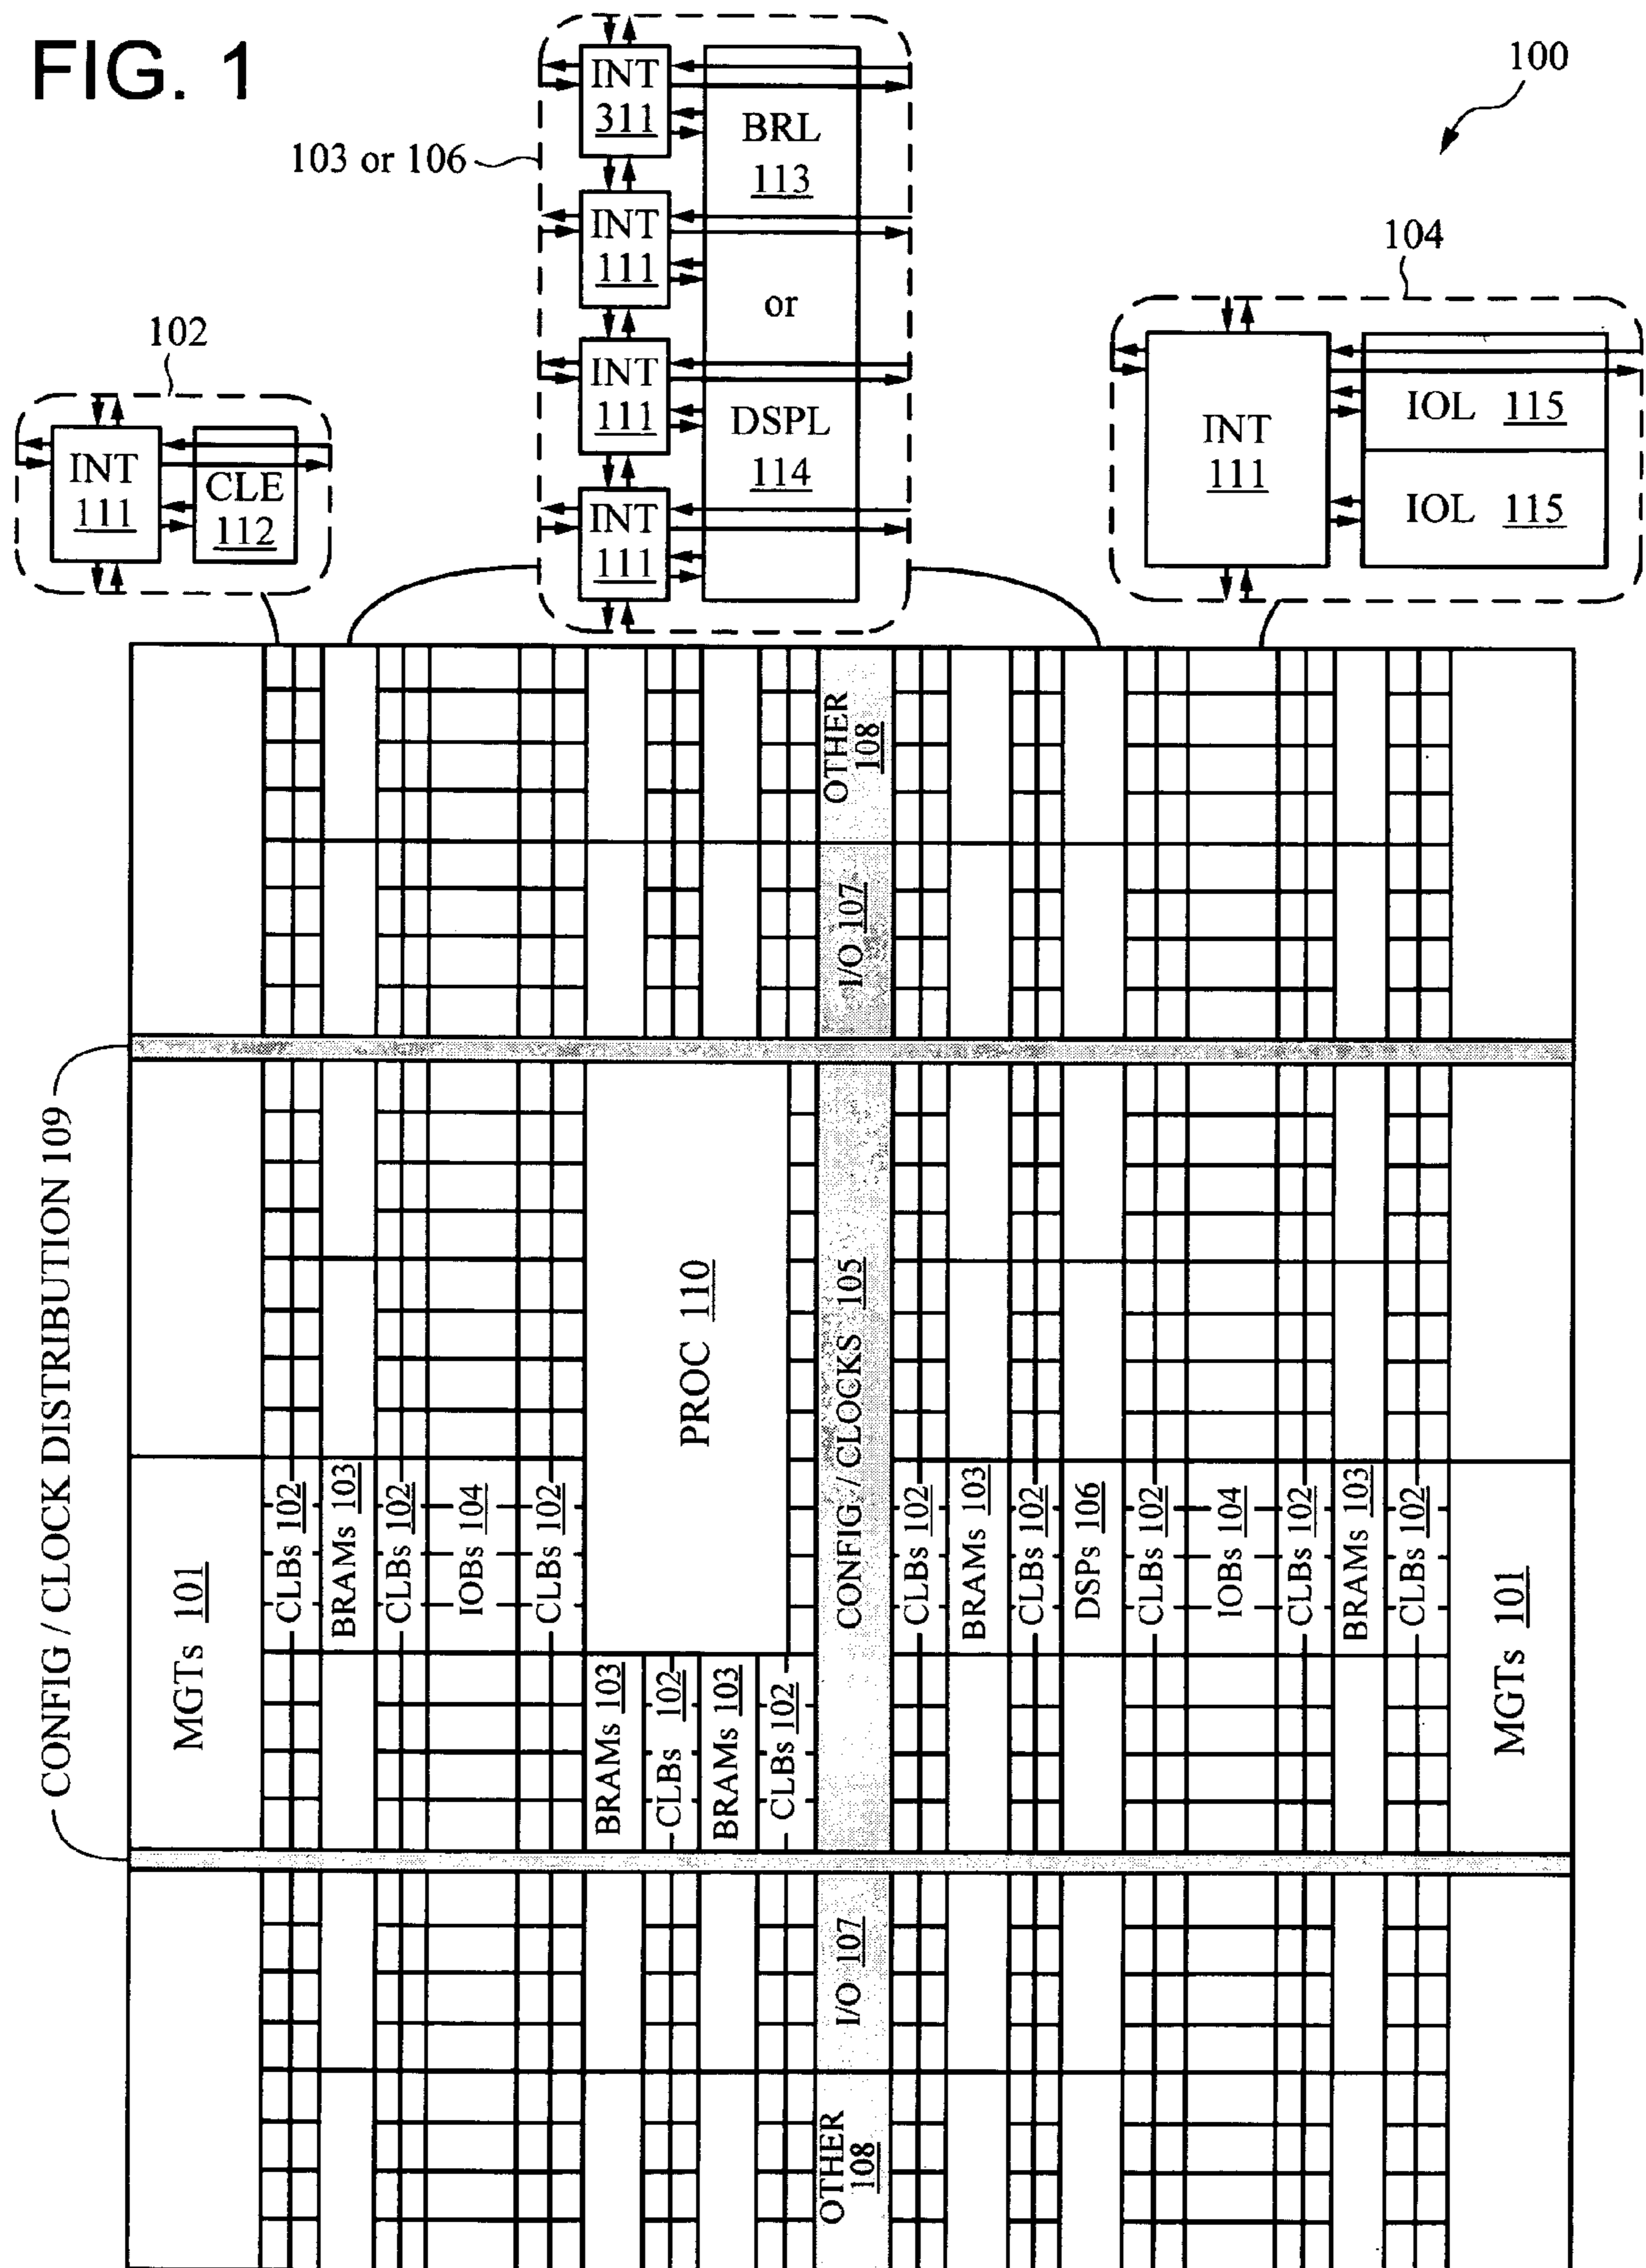 FIG. 1
100
103 or 106
INT
311
BRL
113
INT
111
or
INT
111
DSPL
114
INT
111
104
INT
111
IOL 115
IOL 115
102
INT
111
CLE
112
OTHER
108
I/O 107
CONFIG / CLOCK DISTRIBUTION 109
PROC 110
CONFIG / CLOCKS 105
MGTs 101
CLBs 102
BRAMs 103
CLBs 102
IOBs 104
CLBs 102
BRAMs 103
CLBs 102
BRAMs 103
CLBs 102
CLBs 102
BRAMs 103
CLBs 102
DSPs 106
CLBs 102
IOBs 104
CLBs 102
BRAMs 103
CLBs 102
MGTs 101
I/O 107
OTHER
108